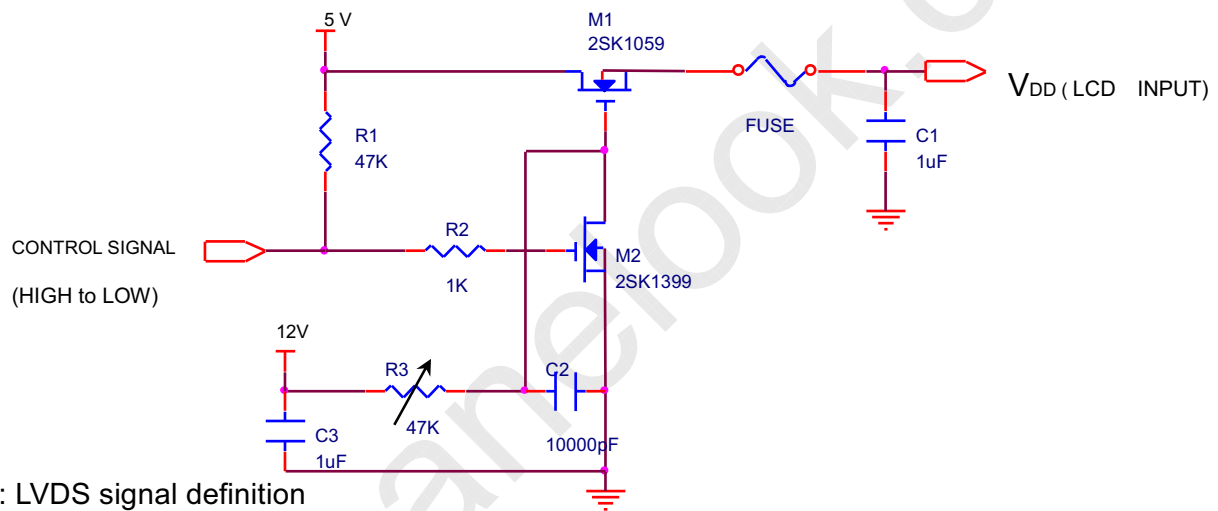 5 V
M1
2SK1059
FUSE
VDD ( LCD INPUT)
R1
47K
C1
1uF
CONTROL SIGNAL
(HIGH to LOW)
R2
1K
M2
2SK1399
12V
R3
47K
C2
10000pF
C3
1uF
: LVDS signal definition